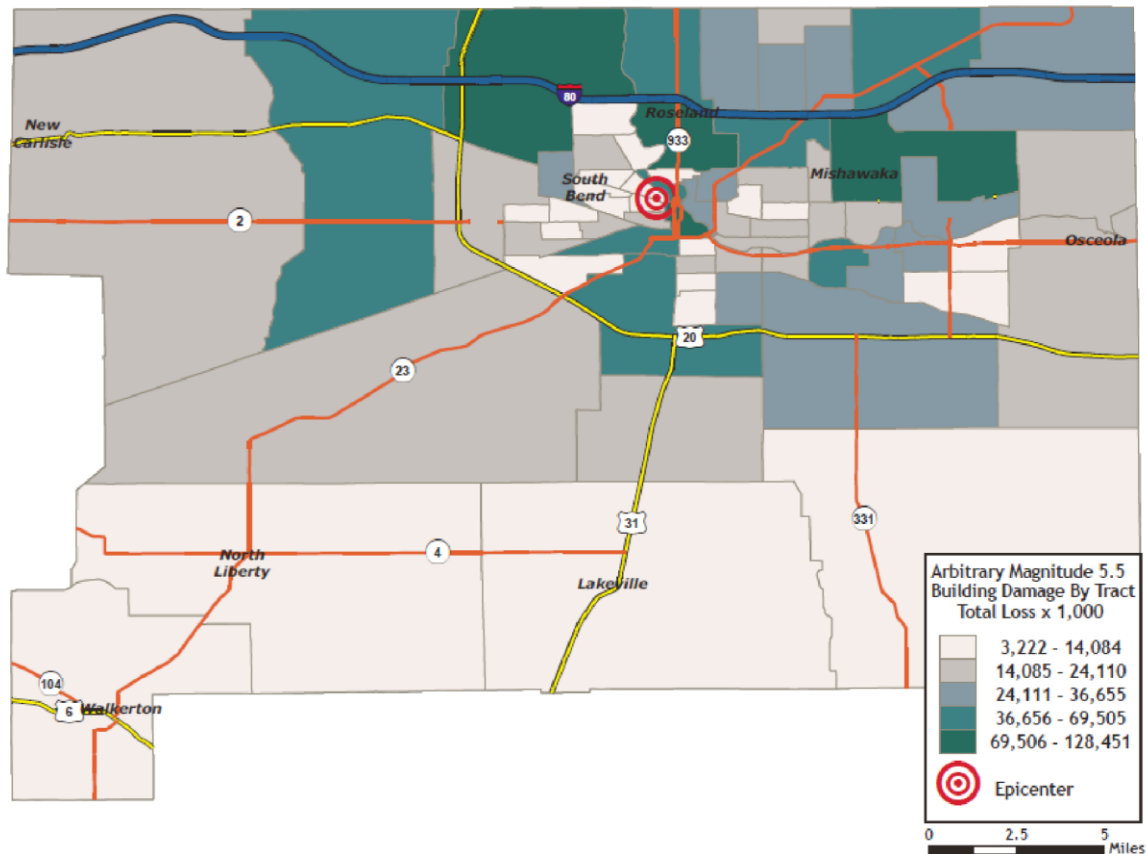 80
Roseland
New
Carlisle
933
South
Bend
Mishawaka
2
Osceola
20
23
31
331
4
North
Liberty
Lakeville
104
6
Walkerton
Arbitrary Magnitude 5.5
Building Damage By Tract
Total Loss x 1,000
3,222 - 14,084
14,085 - 24,110
24,111 - 36,655
36,656 - 69,505
69,506 - 128,451
Epicenter
0 2.5 5
Miles